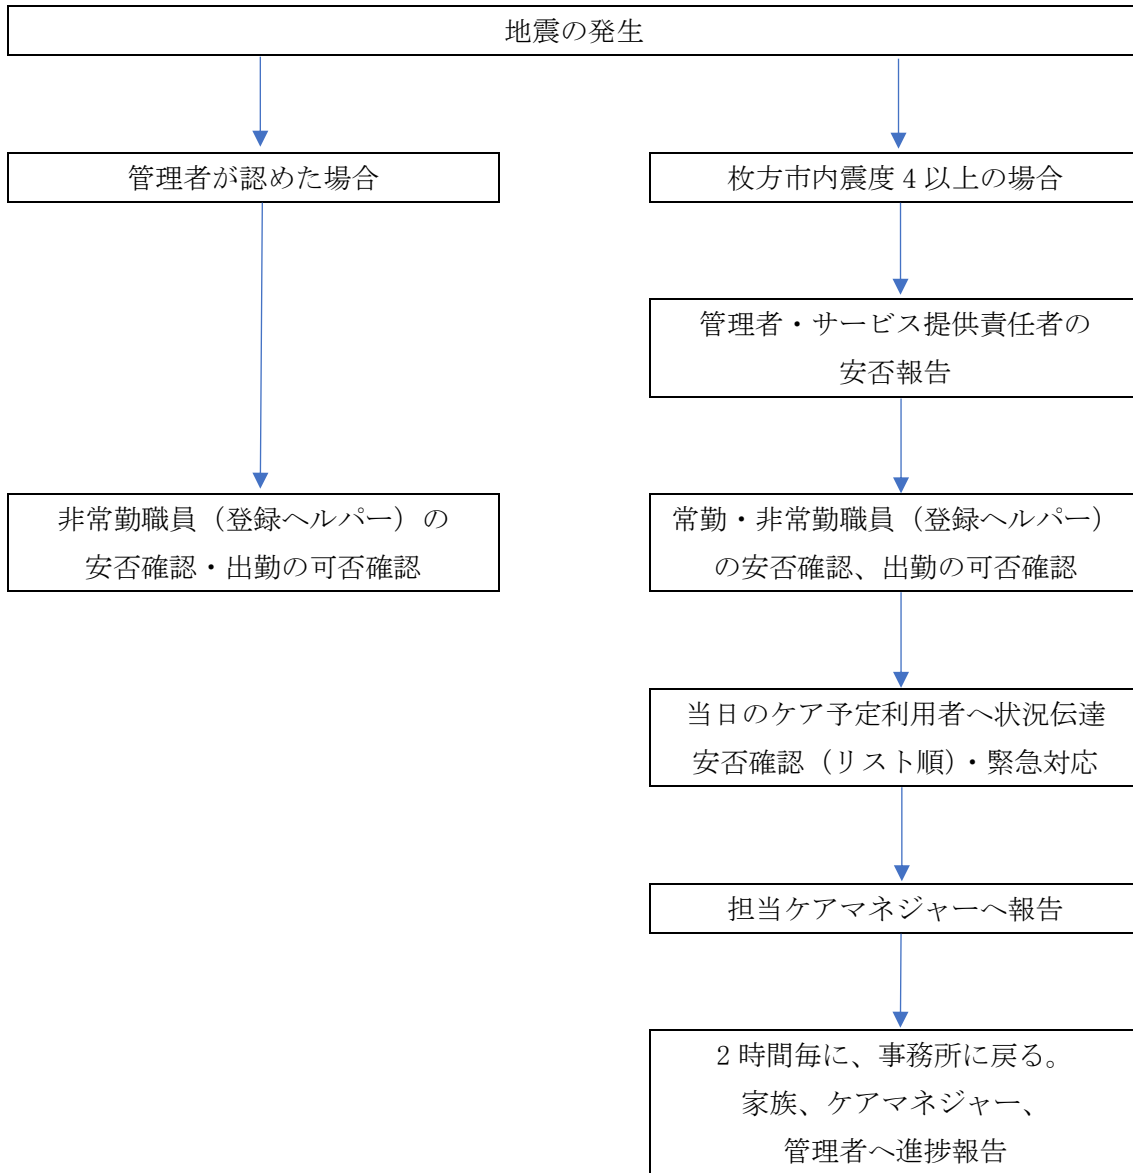 地震の発生
管理者が認めた場合
枚方市内震度４以上の場合
管理者・サービス提供責任者の
安否報告
非常勤職員（登録ヘルパー）の
安否確認・出勤の可否確認
常勤・非常勤職員（登録ヘルパー）
の安否確認、出勤の可否確認
当日のケア予定利用者へ状況伝達
安否確認（リスト順）・緊急対応
担当ケアマネジャーへ報告
２時間毎に、事務所に戻る。
家族、ケアマネジャー、
管理者へ進捗報告